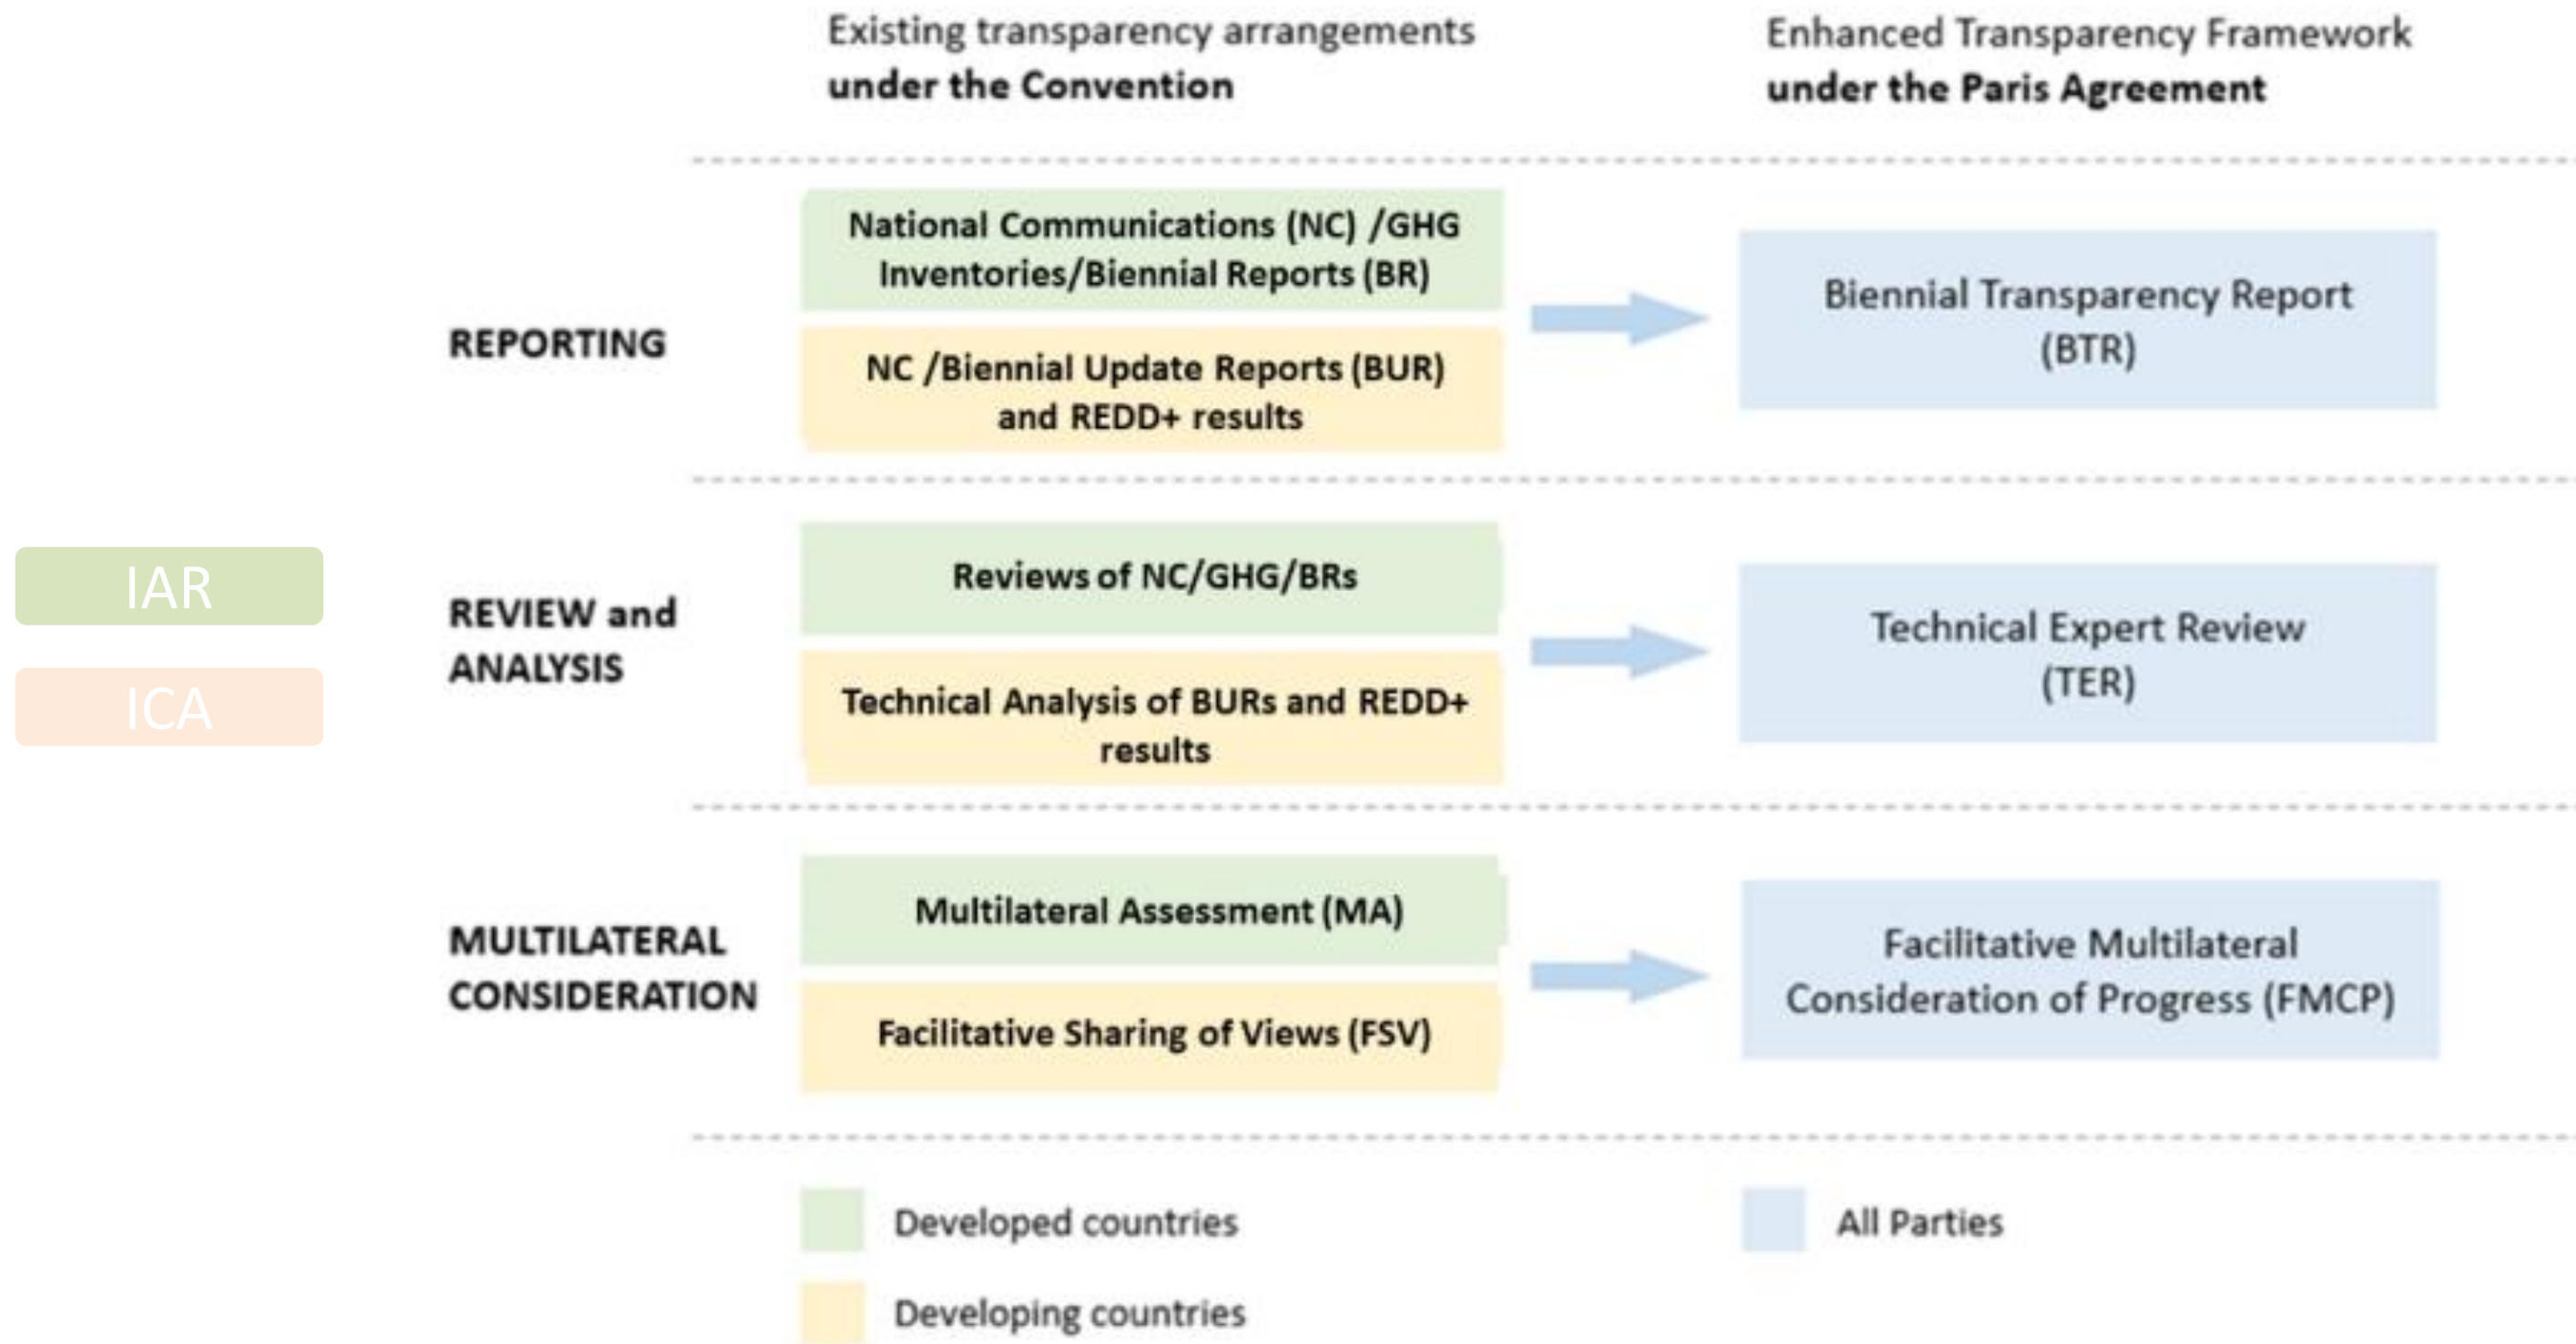 Existing transparency arrangements
under the Convention
Enhanced Transparency Framework
under the Paris Agreement
REPORTING
National Communications (NC) /GHG
Inventories/Biennial Reports (BR)
NC /Biennial Update Reports (BUR)
and REDD+ results
Biennial Transparency Report
(BTR)
IAR
ICA
REVIEW and
ANALYSIS
Reviews of NC/GHG/BRs
Technical Analysis of BURs and REDD+
results
Technical Expert Review
(TER)
MULTILATERAL
CONSIDERATION
Multilateral Assessment (MA)
Facilitative Sharing of Views (FSV)
Facilitative Multilateral
Consideration of Progress (FMCP)
Developed countries
Developing countries
All Parties